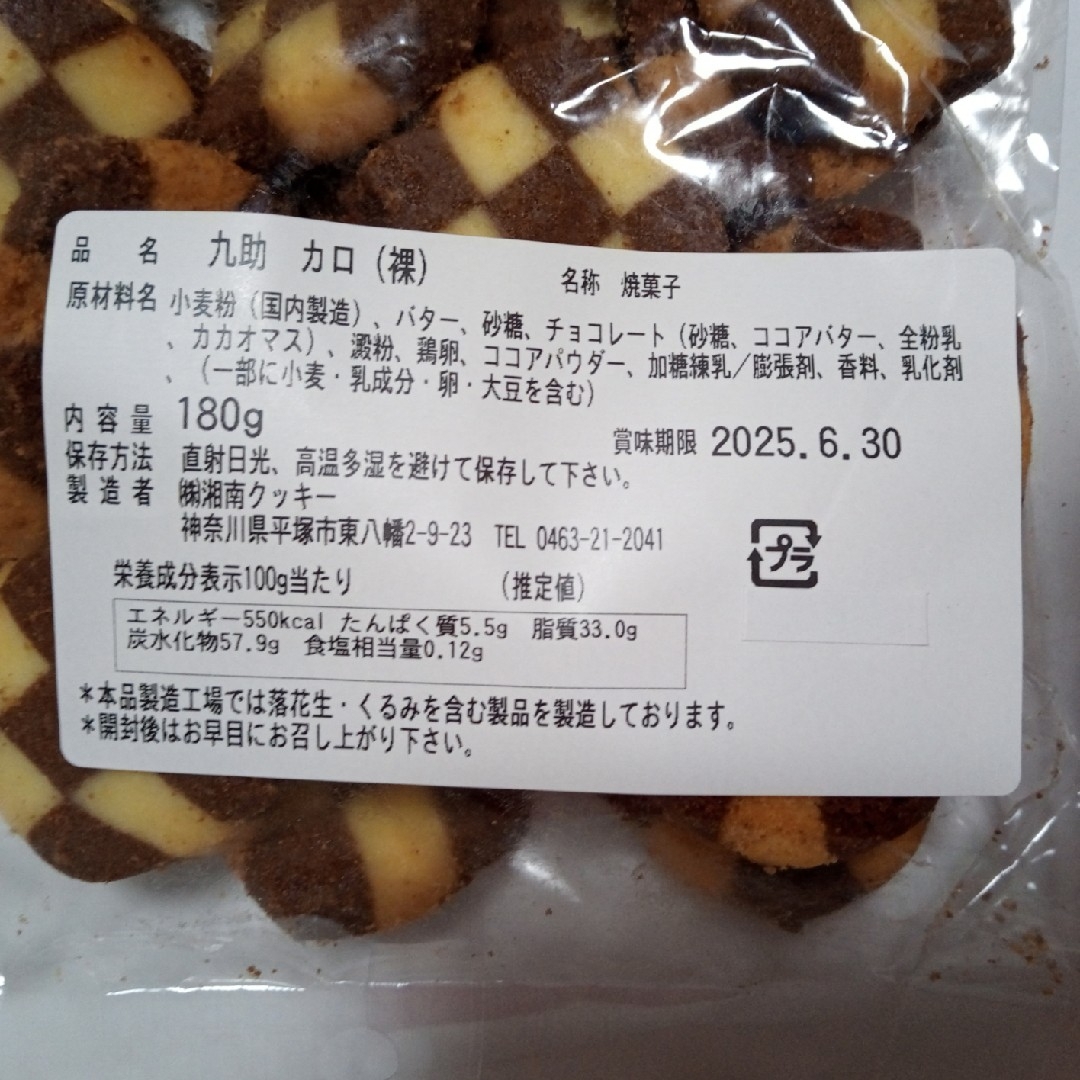 品名 九助 カロ（裸） 名称 焼菓子
原材料名 小麦粉（国内製造）、バター、砂糖、チョコレート（砂糖、ココアバター、全粉乳
、カカオマス）、澱粉、鶏卵、ココアパウダー、加糖練乳／膨張剤、香料、乳化剤
、（一部に小麦・乳成分・卵・大豆を含む）
内容量 180g 賞味期限 2025.6.30
保存方法 直射日光、高温多湿を避けて保存して下さい。
製造者 ㈱湘南クッキー
神奈川県平塚市東八幡2-9-23 TEL 0463-21-2041
プラ
栄養成分表示100g当たり （推定値）
エネルギー550kcal たんぱく質5.5g 脂質33.0g
炭水化物57.9g 食塩相当量0.12g
＊本品製造工場では落花生・くるみを含む製品を製造しております。
＊開封後はお早目にお召し上がり下さい。